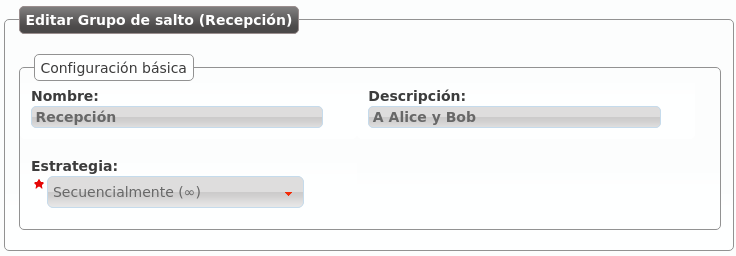 Editar Grupo de salto (Recepción)
Configuración básica
Nombre:
Descripción:
Recepción
A Alice y Bob
Estrategia:
Secuencialmente (∞)